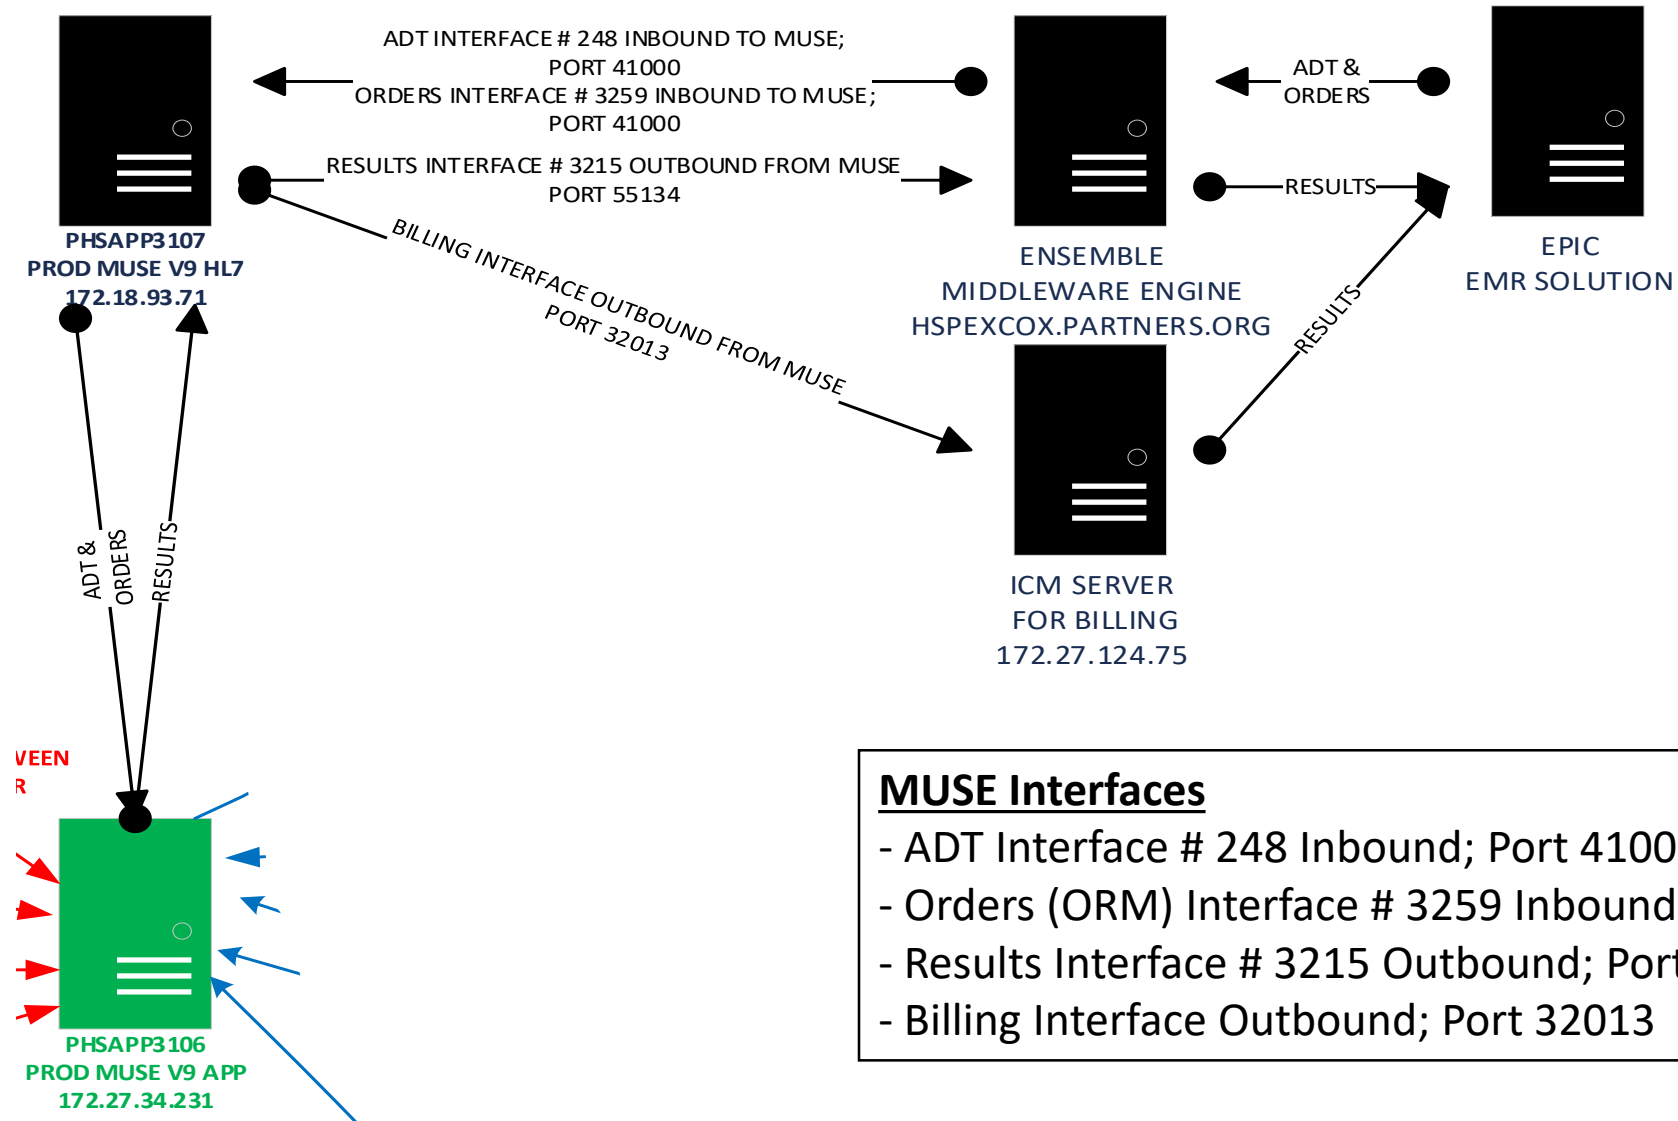 ADT INTERFACE # 248 INBOUND TO MUSE;
PORT 41000
ORDERS INTERFACE # 3259 INBOUND TO MUSE;
PORT 41000
ADT &
ORDERS
RESULTS INTERFACE # 3215 OUTBOUND FROM MUSE
PORT 55134
RESULTS
PHSAPP3107
PROD MUSE V9 HL7
172.18.93.71
BILLING INTERFACE OUTBOUND FROM MUSE
PORT 32013
ENSEMBLE
MIDDLEWARE ENGINE
HSPEXCOX.PARTNERS.ORG
EPIC
EMR SOLUTION
RESULTS
ADT &
ORDERS
RESULTS
ICM SERVER
FOR BILLING
172.27.124.75
VEEN
R
MUSE Interfaces
- ADT Interface # 248 Inbound; Port 4100
- Orders (ORM) Interface # 3259 Inbound
- Results Interface # 3215 Outbound; Port
- Billing Interface Outbound; Port 32013
PHSAPP3106
PROD MUSE V9 APP
172.27.34.231